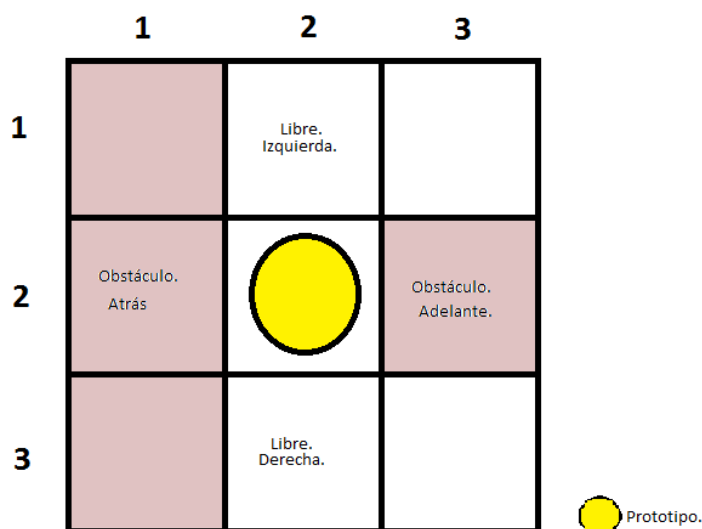 1 2 3
1
Libre.
Izquierda.
2
Obstáculo.
Atrás
Obstáculo.
Adelante.
3
Libre.
Derecha.
Prototipo.